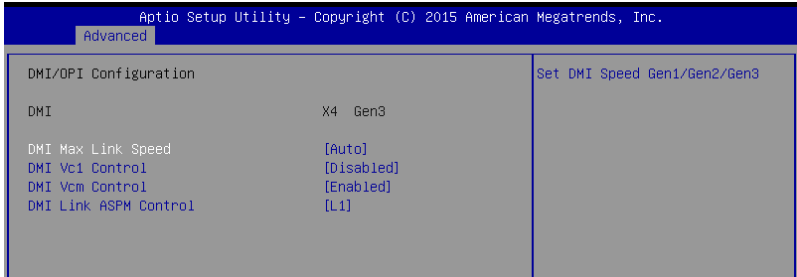 Aptio Setup Utility – Copyright (C) 2015 American Megatrends, Inc.
Advanced
DMI/OPI Configuration
Set DMI Speed Gen1/Gen2/Gen3
DMI X4 Gen3
DMI Max Link Speed [Auto]
DMI Vc1 Control [Disabled]
DMI Vcm Control [Enabled]
DMI Link ASPM Control [L1]